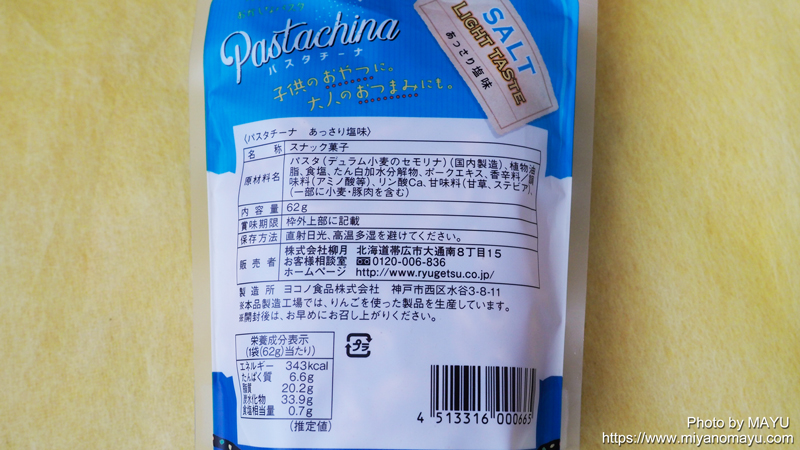 Pastachina
パスタチーナ
子供のおやつに。
大人のおつまみにも。
SALT
LIGHT TASTE
あっさり塩味
〈パスタチーナ　あっさり塩味〉
名　称　スナック菓子
原材料名　パスタ(デュラム小麦のセモリナ)(国内製造)、植物油
脂、食塩、たん白加水分解物、ポークエキス、香辛料／調
味料(アミノ酸等)、リン酸Ca、甘味料(甘草、ステビア)、
(一部に小麦・豚肉を含む)
内容量　62g
賞味期限　枠外上部に記載
保存方法　直射日光、高温多湿を避けてください。
販売者　株式会社柳月　北海道帯広市大通南8丁目15
お客様相談室　0120-006-836
ホームページ　http://www.ryugetsu.co.jp/
製造所　ヨコノ食品株式会社　神戸市西区水谷3-8-11
※本品製造工場では、りんごを使った製品を生産しています。
※開封後は、お早めにお召し上がりください。
栄養成分表示
(1袋(62g)当たり)
エネルギー　343kcal
たんぱく質　6.6g
脂質　20.2g
炭水化物　33.9g
食塩相当量　0.7g
(推定値)
プラ
4 513316 000665
Photo by MAYU
https://www.miyanomayu.com/